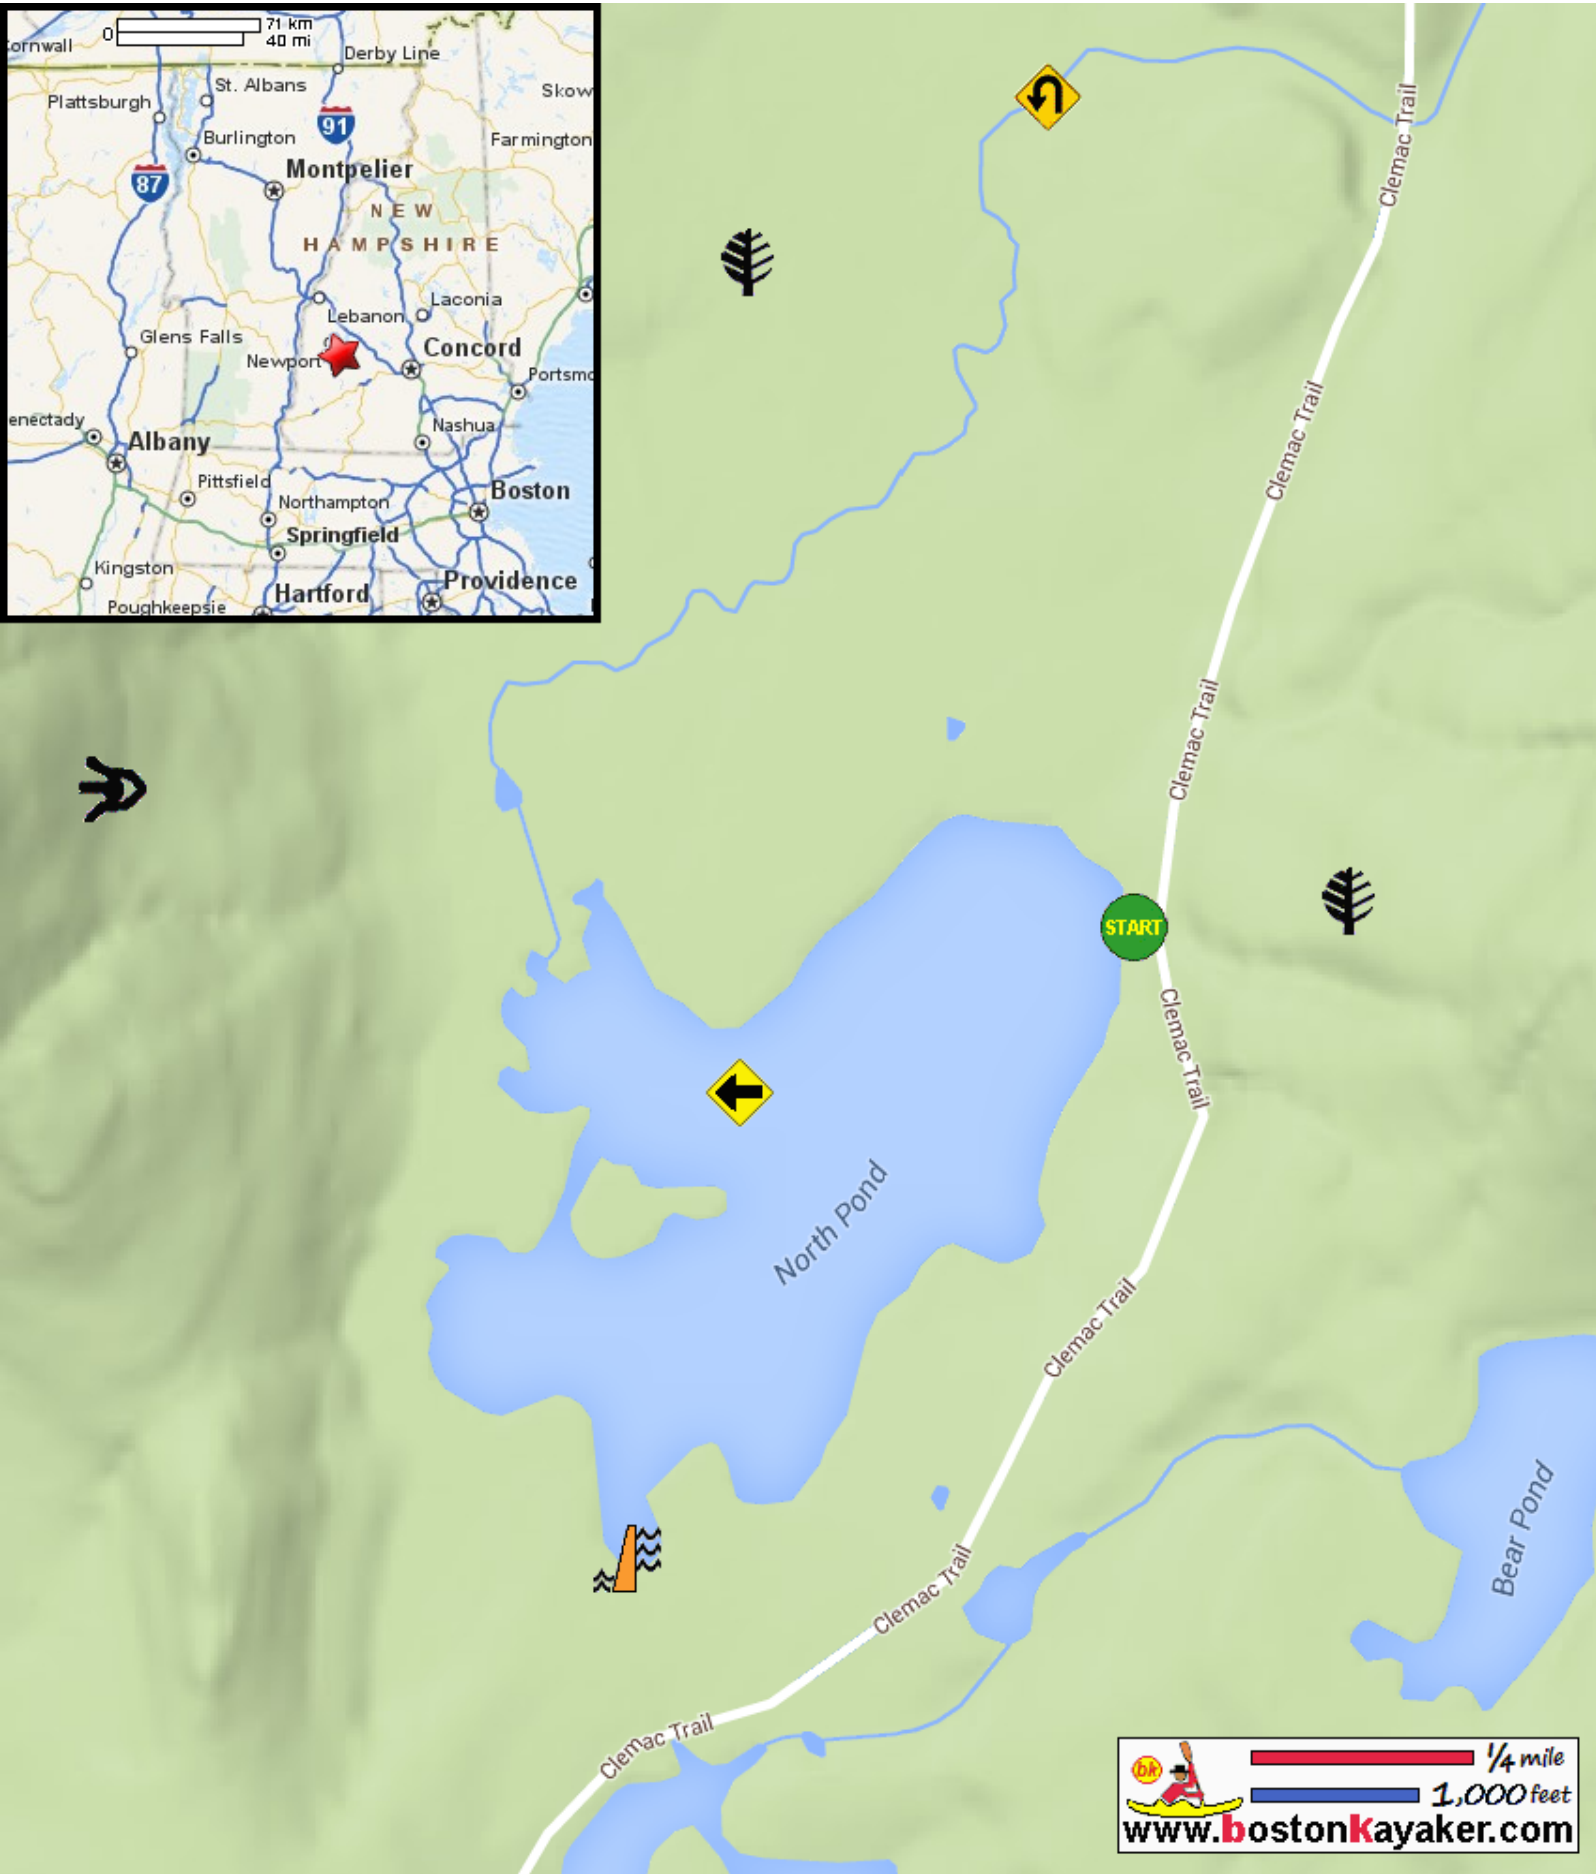 0
71 km
40 mi
ornwall
Derby Line
St. Albans
Skow
Plattsburgh
91
Burlington
Farmington
Montpelier
87
NEW
HAMPSHIRE
Laconia
Lebanon
Glens Falls
Concord
Newport
Portsmo
enectady
Nashua
Albany
Pittsfield
Boston
Northampton
Springfield
Kingston
Providence
Hartford
Poughkeepsie
Clemac Trail
Clemac Trail
Clemac Trail
START
Clemac Trail
North Pond
Clemac Trail
Bear Pond
Clemac Trail
Clemac Trail
bk
1/4 mile
1,000 feet
www.bostonkayaker.com